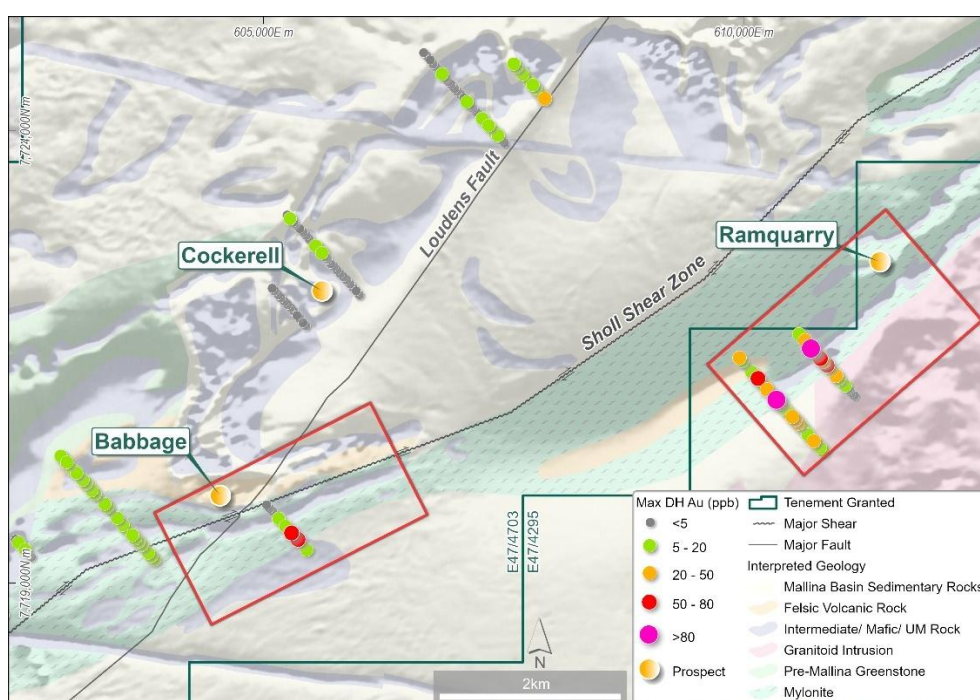 605,000E m
610,000E m
7,724,000N m
Loudens Fault
Ramquarry
Cockerell
Sholl Shear Zone
Babbage
7,719,000N m
E47/4703
E47/4295
N
2km
Max DH Au (ppb)
<5
5 - 20
20 - 50
50 - 80
>80
Prospect
Tenement Granted
Major Shear
Major Fault
Interpreted Geology
Mallina Basin Sedimentary Rocks
Felsic Volcanic Rock
Intermediate/ Mafic/ UM Rock
Granitoid Intrusion
Pre-Mallina Greenstone
Mylonite